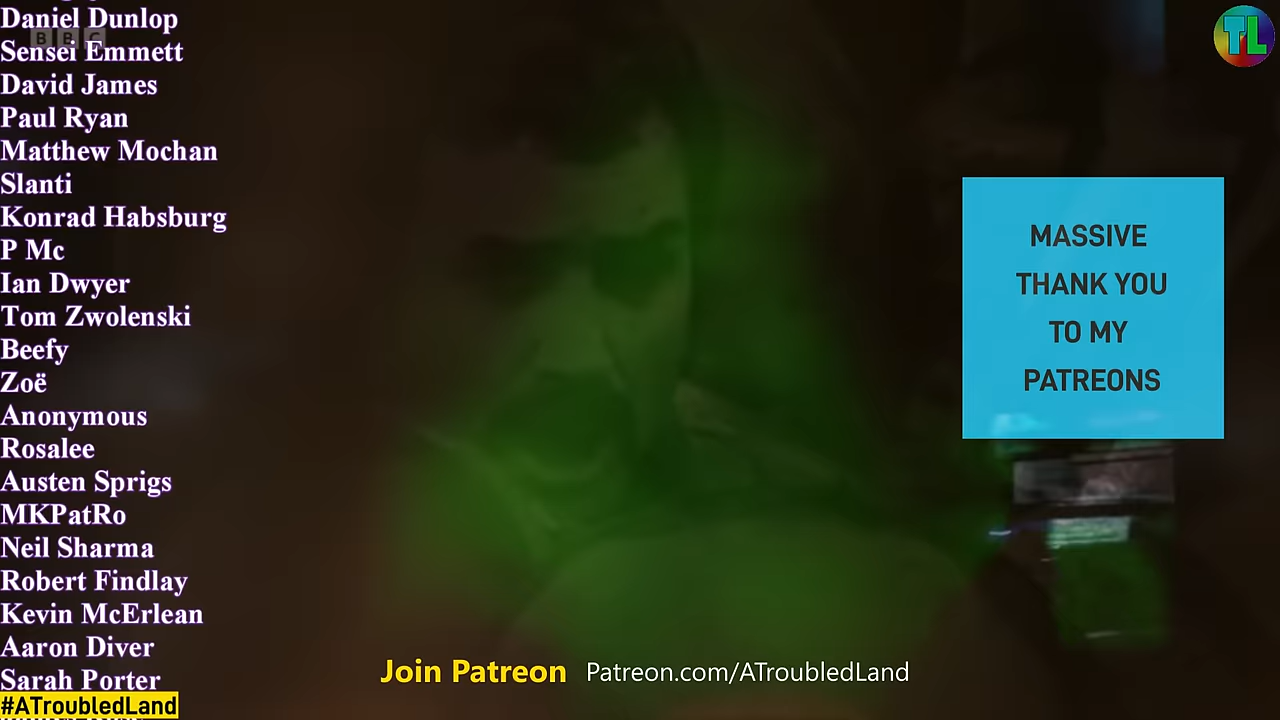 Daniel Dunlop
BBC
Sensei Emmett
David James
Paul Ryan
Matthew Mochan
Slanti
Konrad Habsburg
P Mc
Ian Dwyer
Tom Zwolenski
Beefy
Zoë
Anonymous
Rosalee
Austen Sprigs
MKPatRo
Neil Sharma
Robert Findlay
Kevin McErlean
Aaron Diver
Sarah Porter
#ATroubledLand
TL
MASSIVE
THANK YOU
TO MY
PATREONS
Join Patreon Patreon.com/ATroubledLand